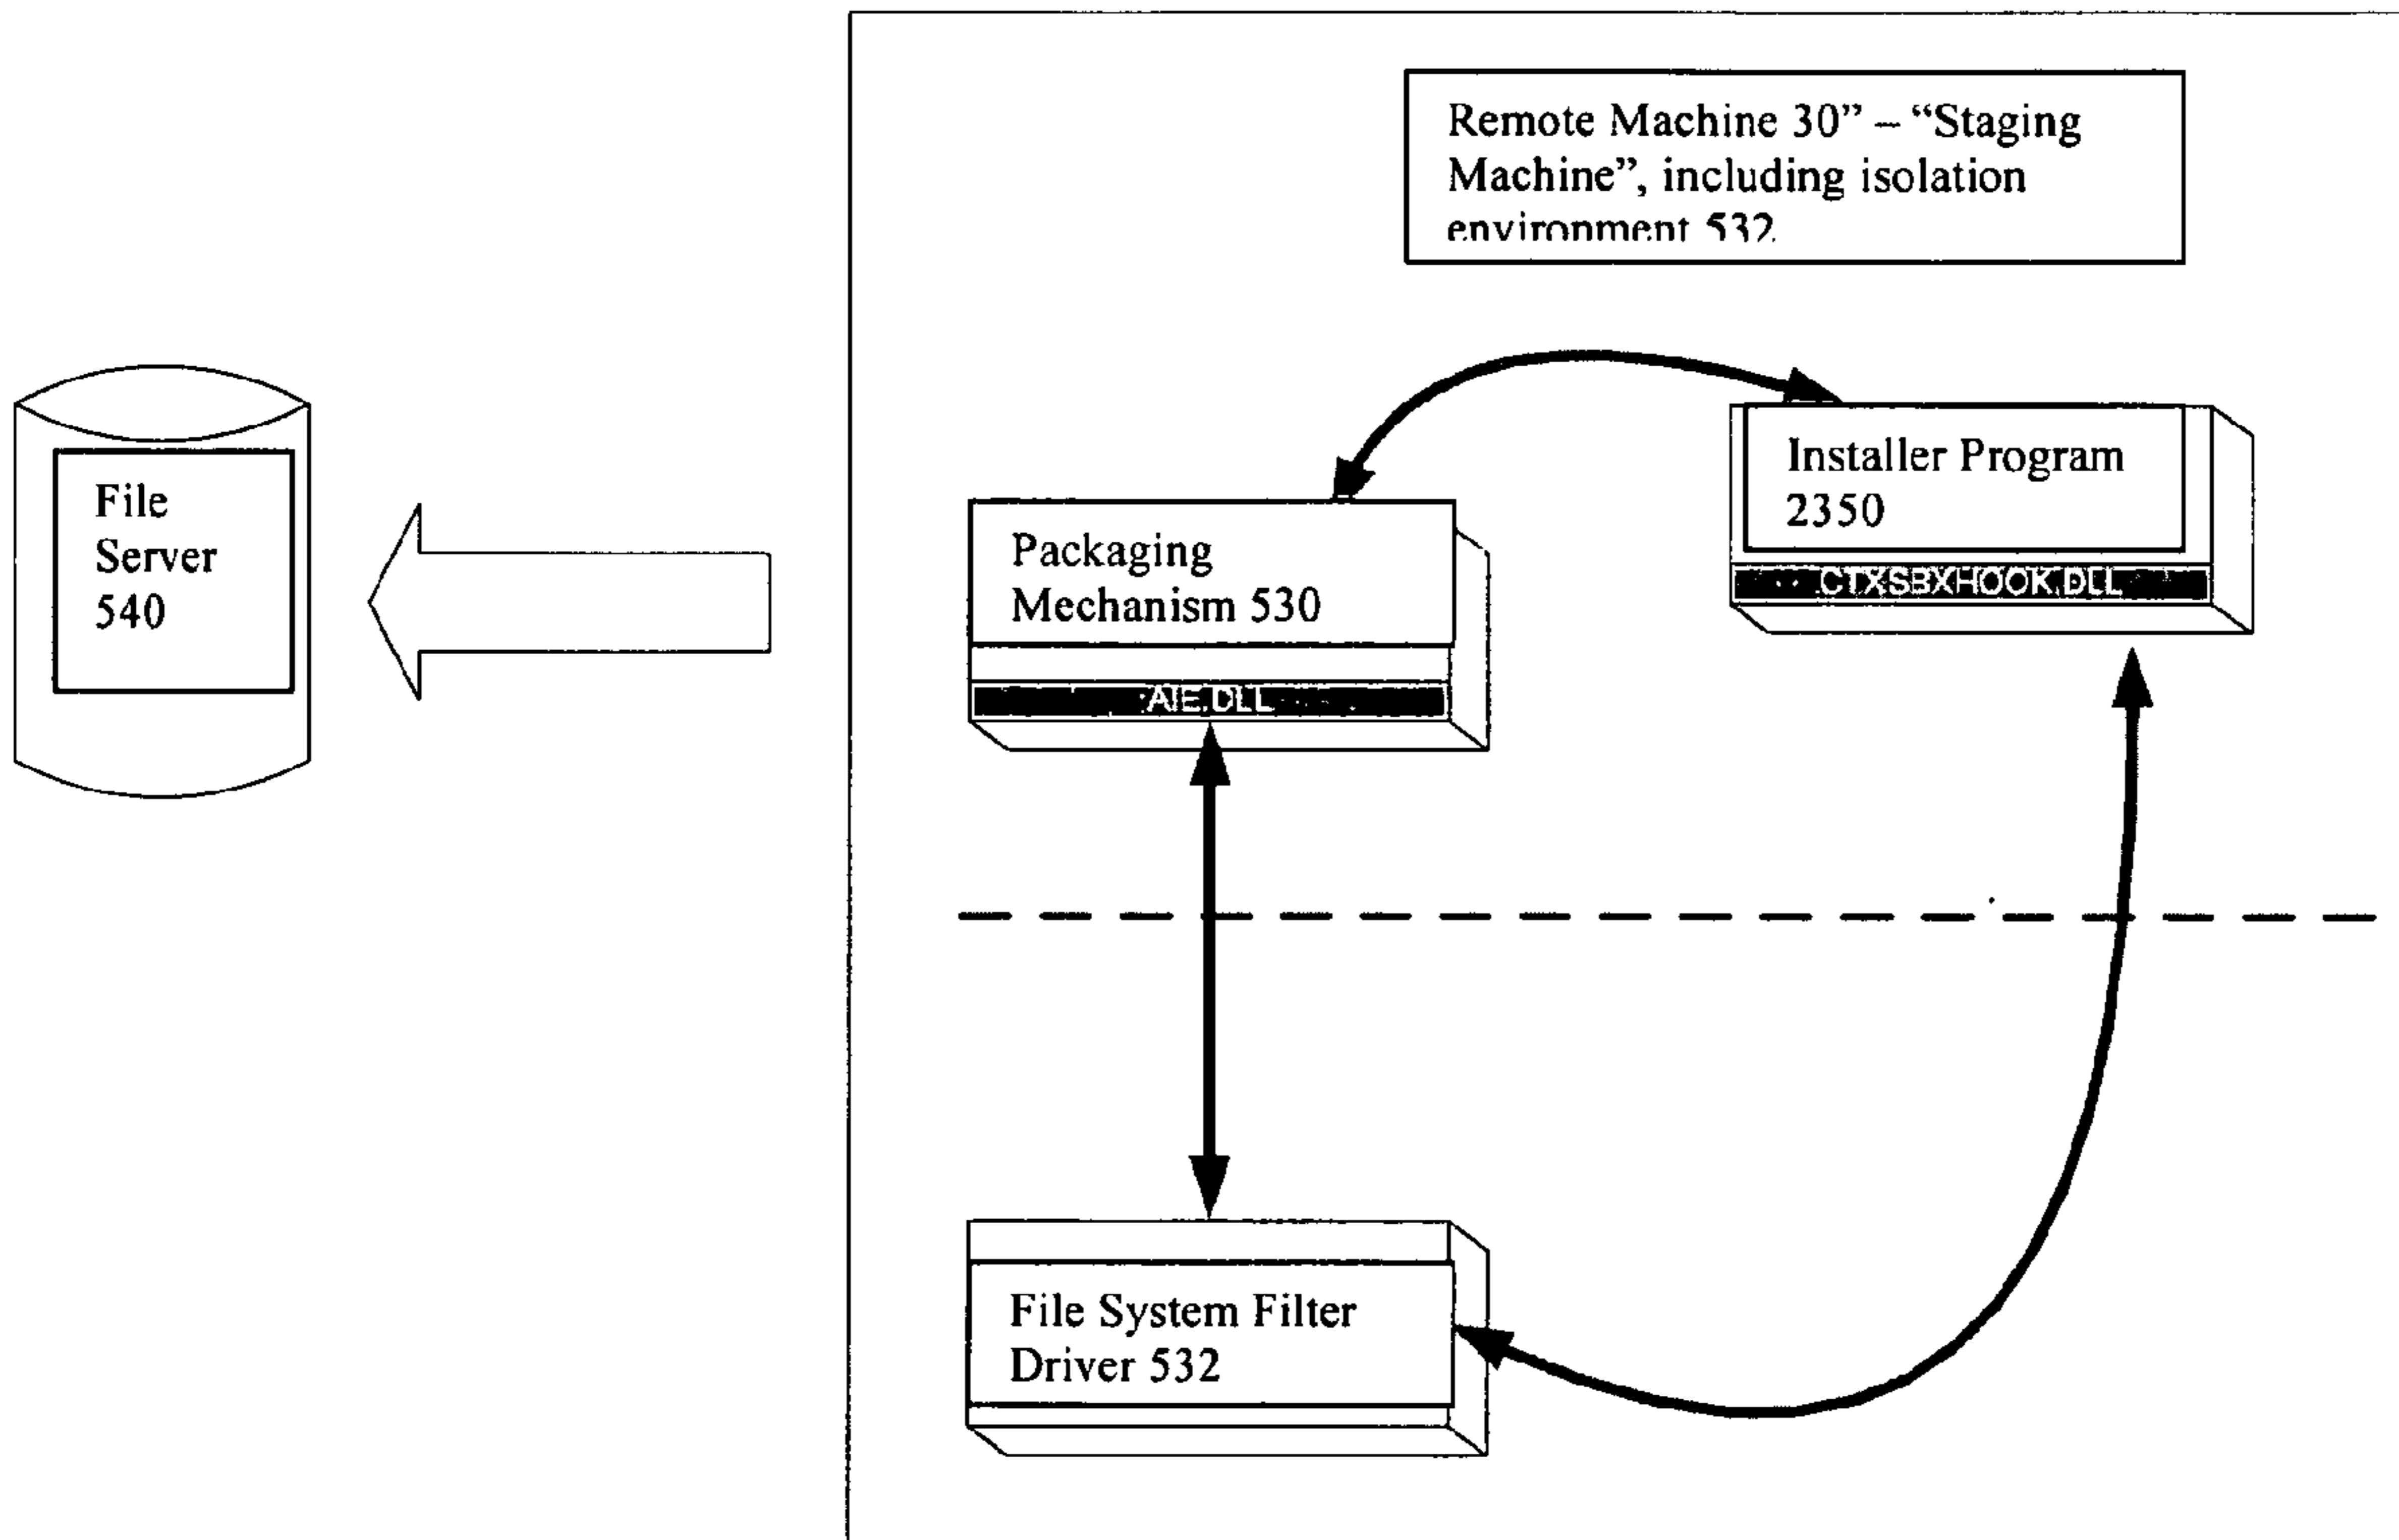 Remote Machine 30” – “Staging
Machine”, including isolation
environment 532
File
Server
540
Installer Program
2350
CTXSBXHOOK.DLL
Packaging
Mechanism 530
AIE.DLL
File System Filter
Driver 532